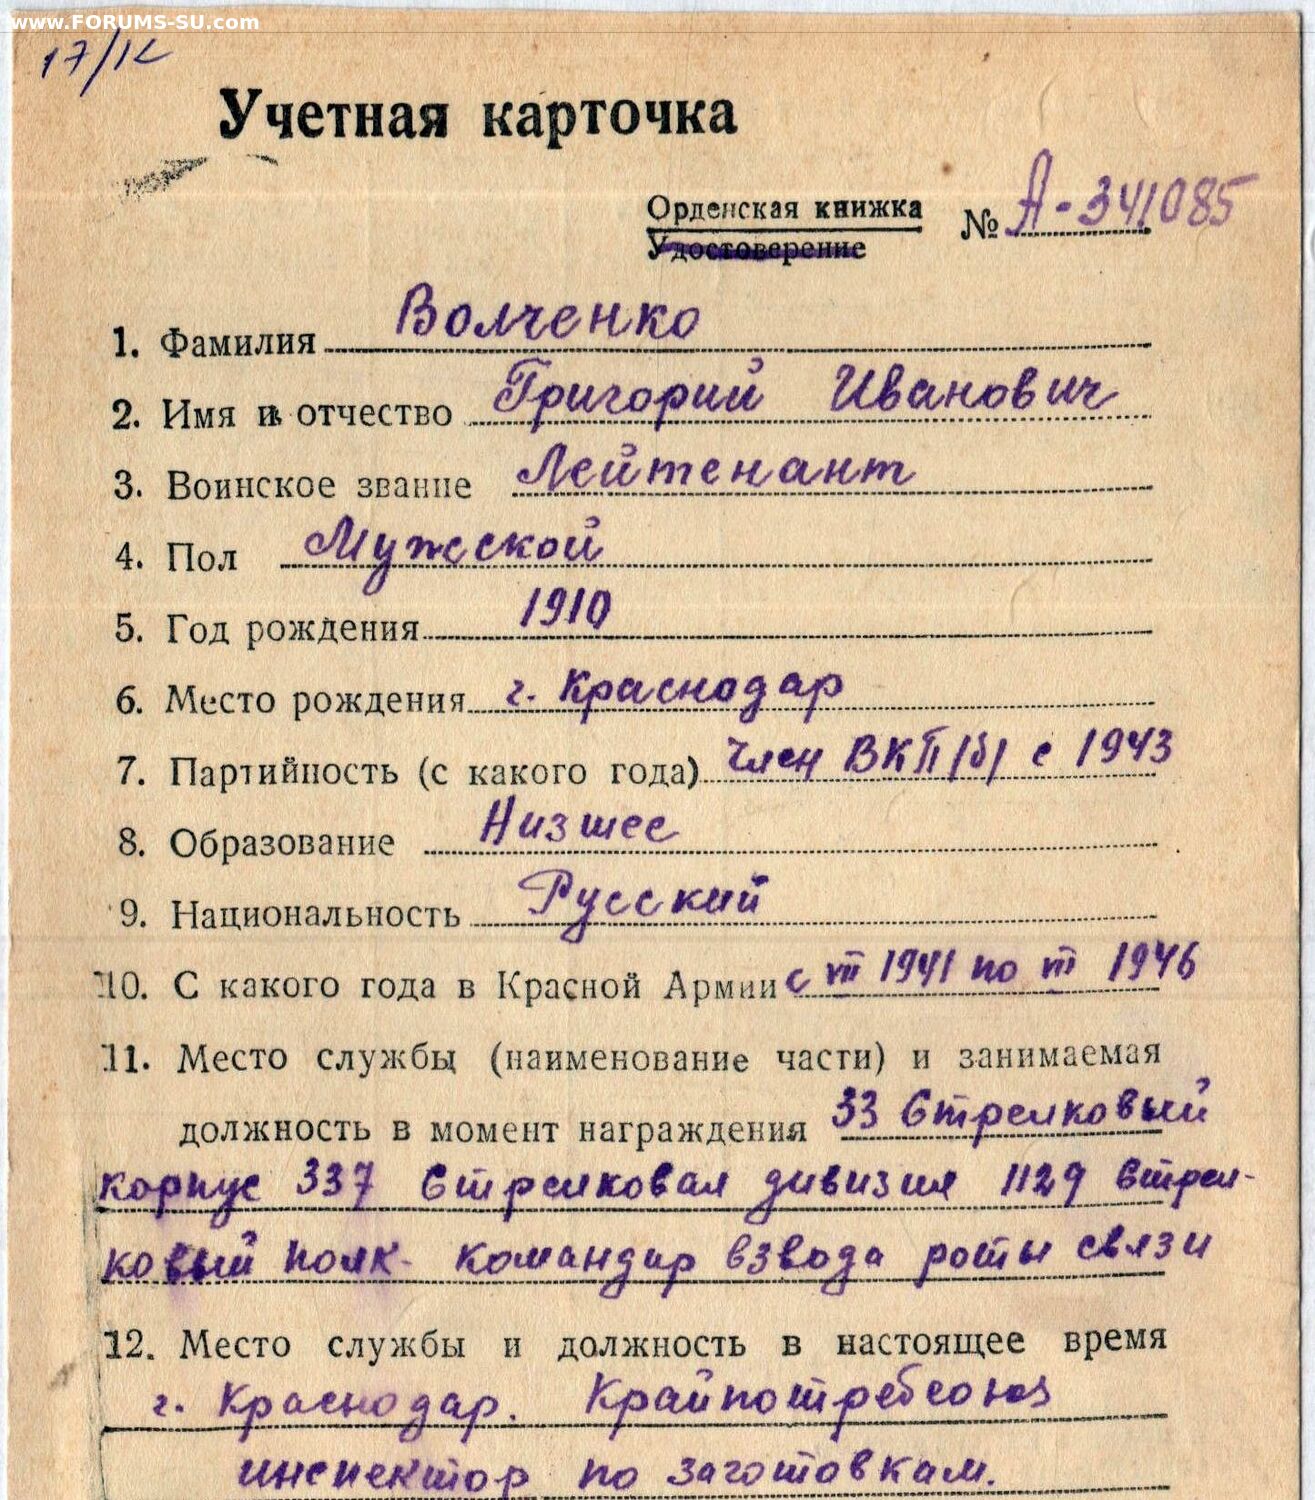 www.FORUMS-SU.com
17/IX
Учетная карточка
Орденская книжка
Удостоверение
№ А-341085
1. Фамилия Волченко
2. Имя и отчество Григорий Иванович
3. Воинское звание Лейтенант
4. Пол Мужской
5. Год рождения 1910
6. Место рождения г. Краснодар
7. Партийность (с какого года) Член ВКП/б/ с 1943
8. Образование Низшее
9. Национальность Русский
10. С какого года в Красной Армии с VII 1941 по VII 1946
11. Место службы (наименование части) и занимаемая
должность в момент награждения 33 Стрелковый
корпус 337 Стрелковая дивизия 1129 Стрел-
ковый полк - командир взвода роты связи
12. Место службы и должность в настоящее время
г. Краснодар. Крайпотребсоюз
инспектор по заготовкам.